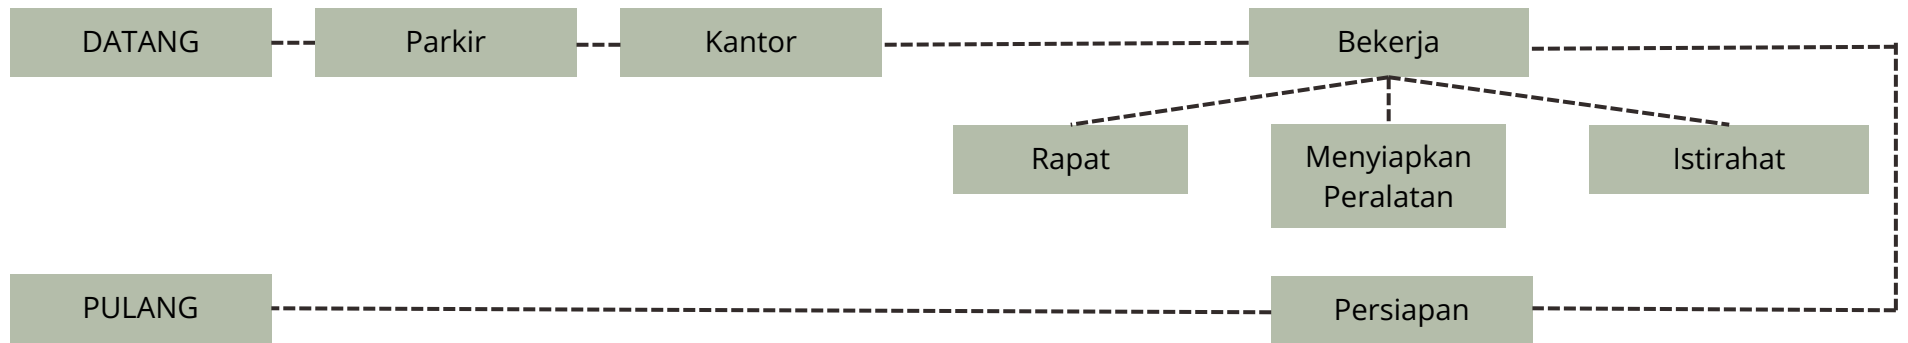 DATANG
Parkir
Kantor
Bekerja
Rapat
Menyiapkan
Peralatan
Istirahat
PULANG
Persiapan